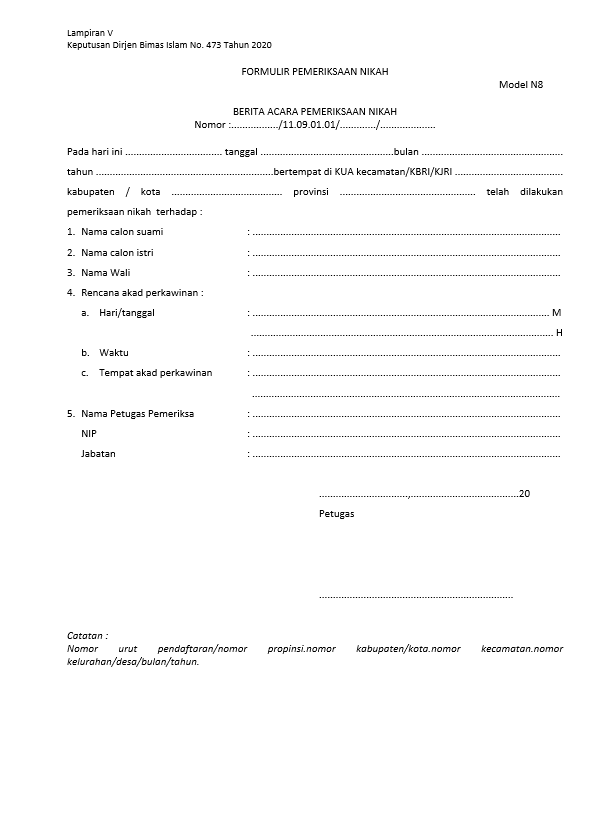 Lampiran V
Keputusan Dirjen Bimas Islam No. 473 Tahun 2020
FORMULIR PEMERIKSAAN NIKAH
Model N8
BERITA ACARA PEMERIKSAAN NIKAH
Nomor :................/11.09.01.01/............/...................
Pada hari ini ................................. tanggal ..............................................bulan ................................................
tahun .............................................................bertempat di KUA kecamatan/KBRI/KJRI .....................................
kabupaten / kota ...................................... provinsi .............................................. telah dilakukan
pemeriksaan nikah terhadap :
1. Nama calon suami : ..........................................................................................................
2. Nama calon istri : ..........................................................................................................
3. Nama Wali : ..........................................................................................................
4. Rencana akad perkawinan :
a. Hari/tanggal : ...................................................................................................... M
....................................................................................................... H
b. Waktu : ..........................................................................................................
c. Tempat akad perkawinan : ..........................................................................................................
..........................................................................................................
5. Nama Petugas Pemeriksa : ..........................................................................................................
NIP : ..........................................................................................................
Jabatan : ..........................................................................................................
...............................,.....................................20
Petugas
...................................................................
Catatan :
Nomor urut pendaftaran/nomor propinsi.nomor kabupaten/kota.nomor kecamatan.nomor
kelurahan/desa/bulan/tahun.